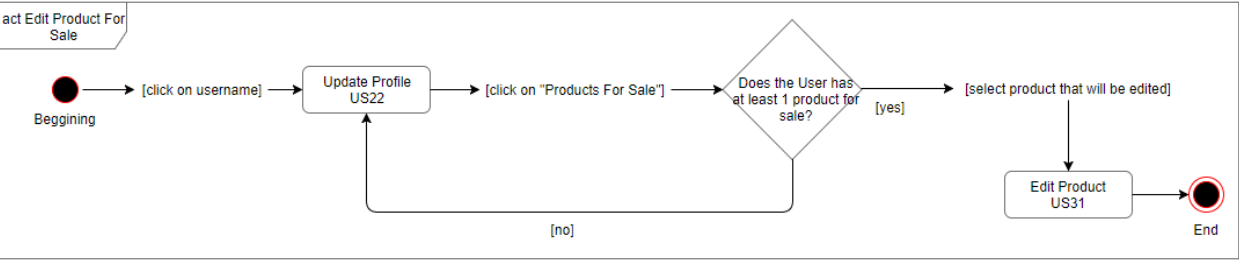 act Edit Product For
Sale
Beggining
[click on username]
Update Profile
US22
[click on "Products For Sale"]
Does the User has
at least 1 product for
sale?
[yes]
[no]
[select product that will be edited]
Edit Product
US31
End